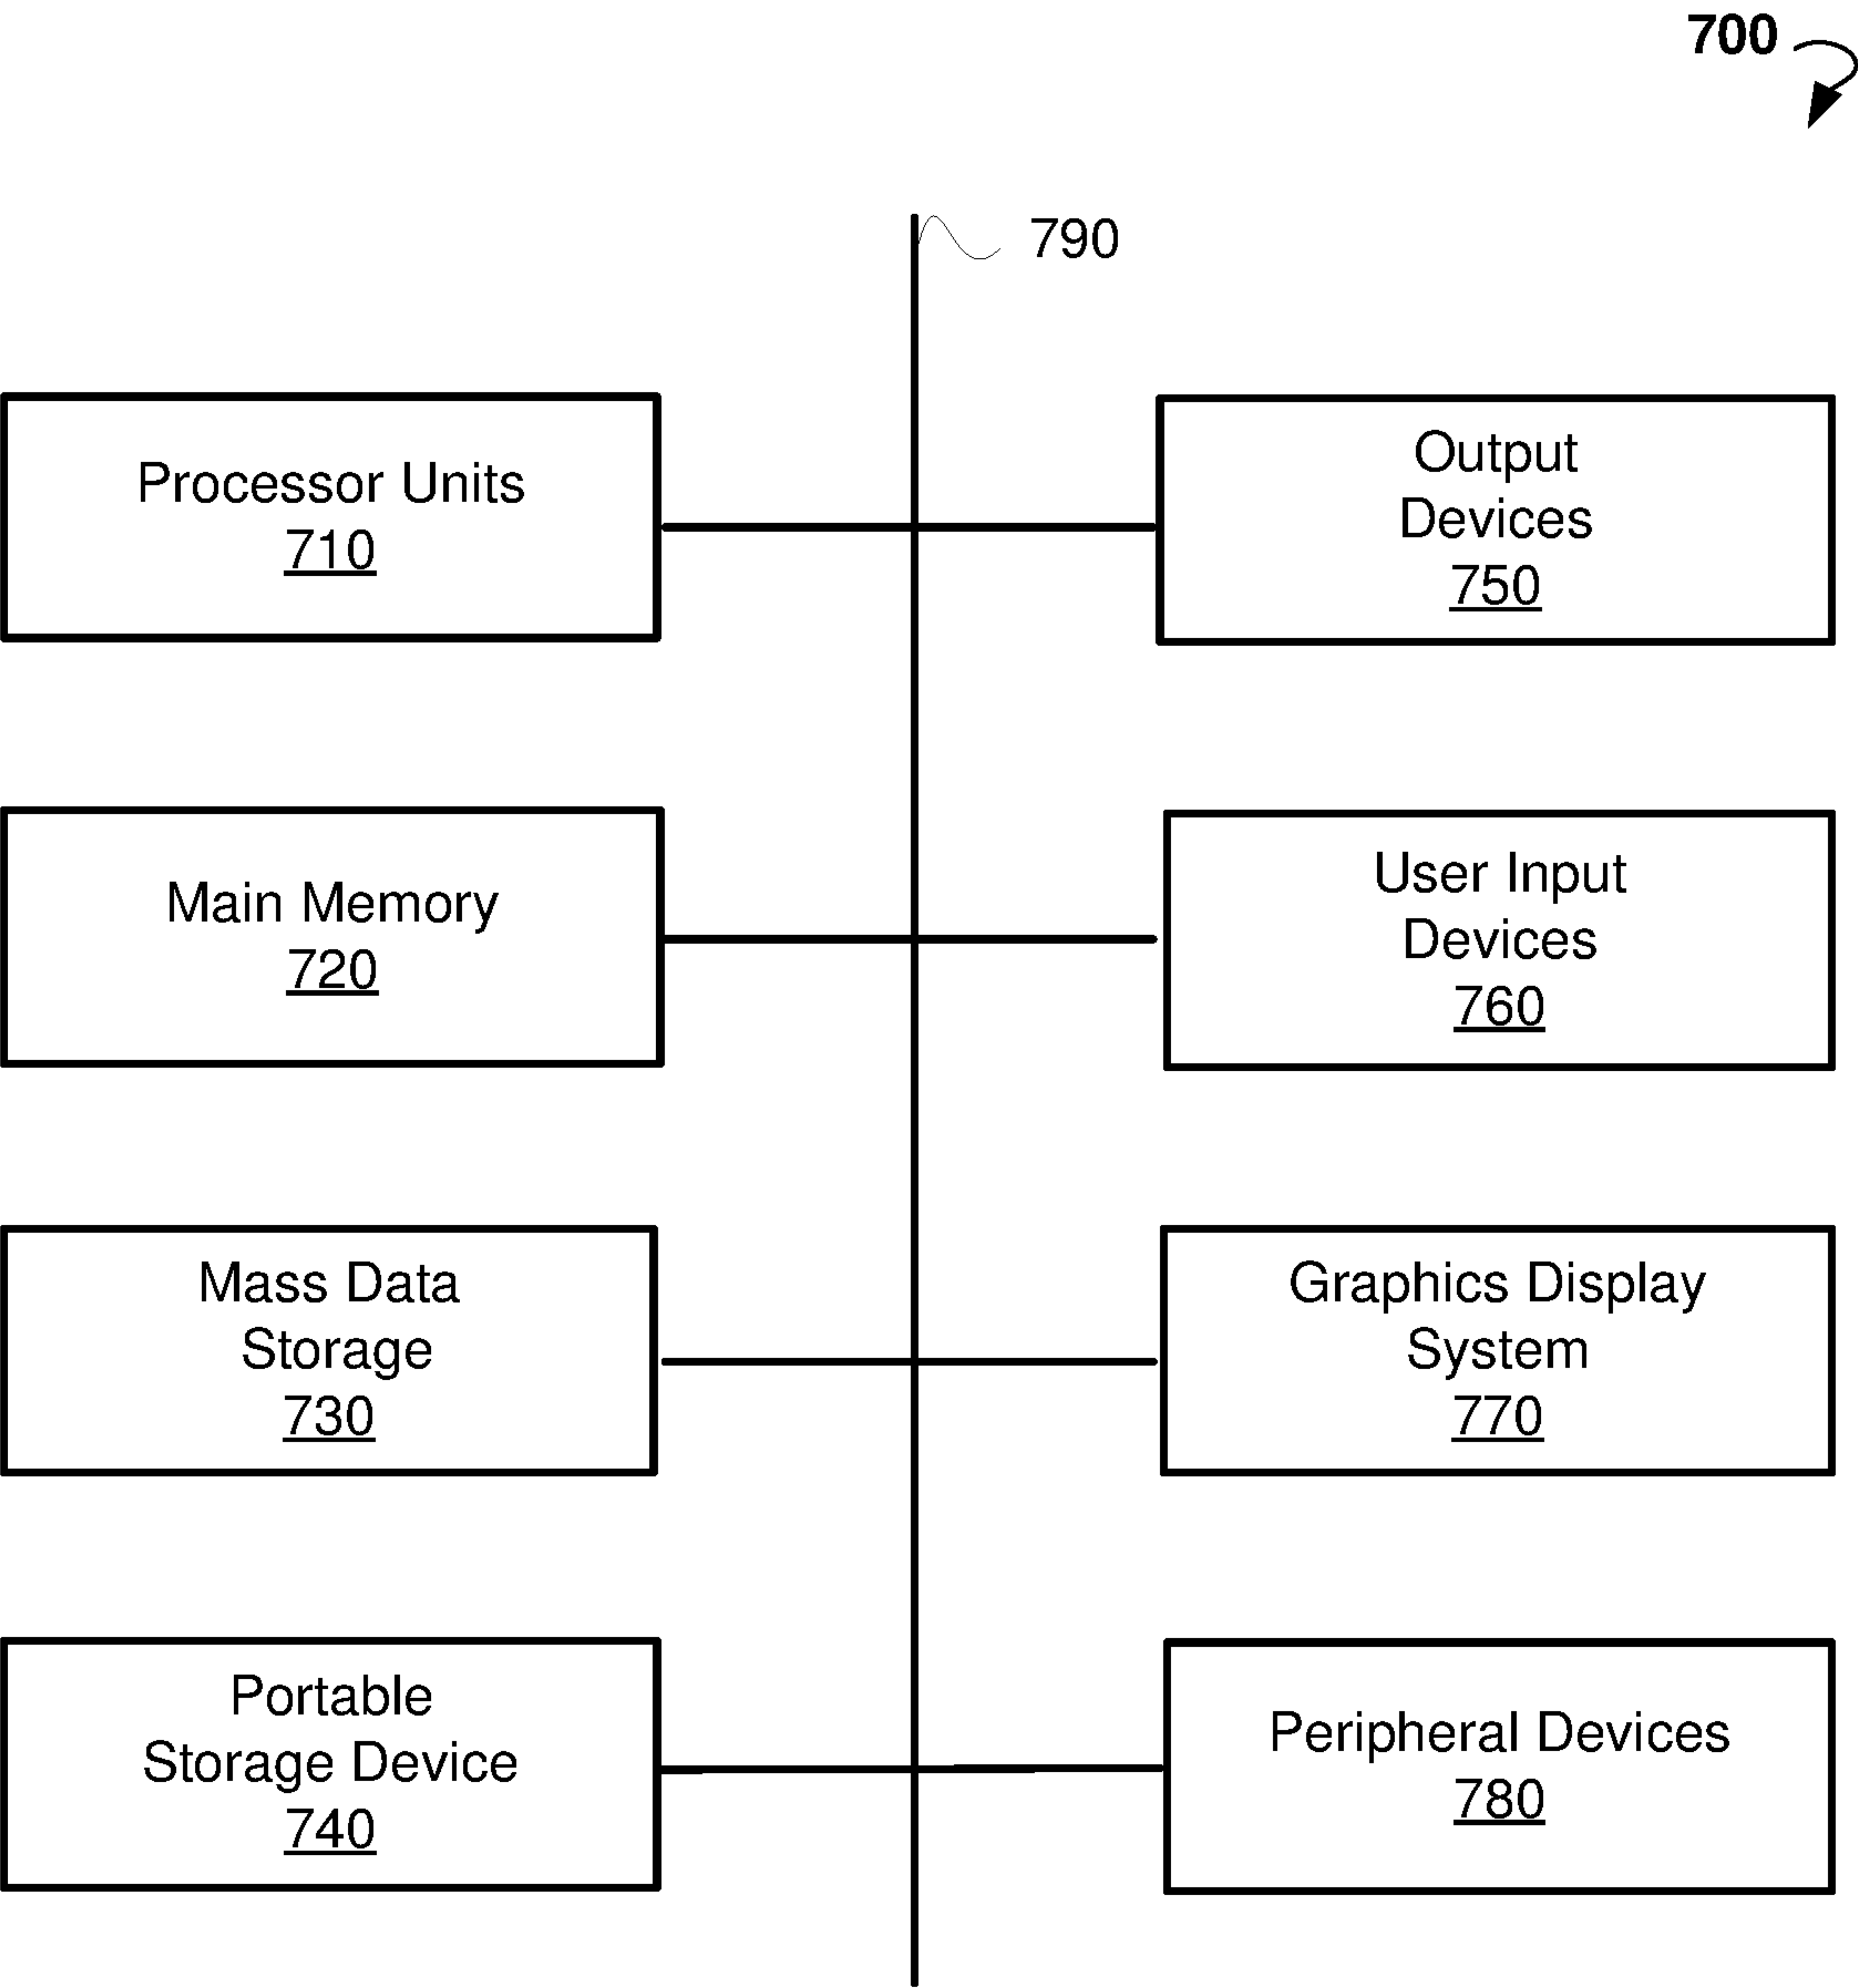 700
790
Processor Units
710
Output
Devices
750
Main Memory
720
User Input
Devices
760
Mass Data
Storage
730
Graphics Display
System
770
Portable
Storage Device
740
Peripheral Devices
780